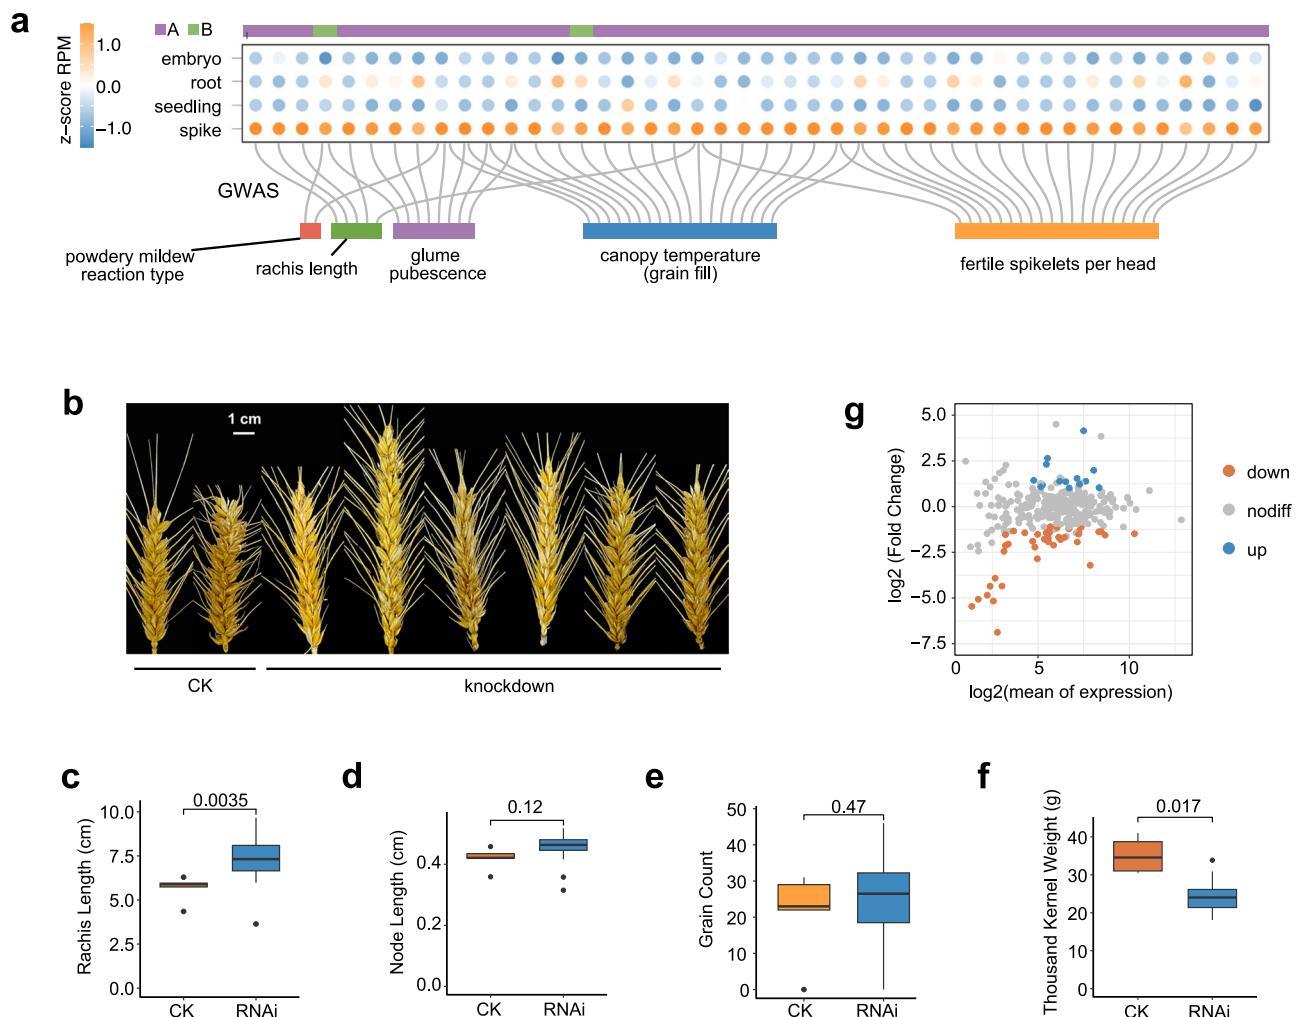 a
A B
z−score RPM
1.0
0.0
−1.0
embryo
root
seedling
spike
GWAS
powdery mildew
reaction type
rachis length
glume
pubescence
canopy temperature
(grain fill)
fertile spikelets per head
b
1 cm
CK
knockdown
g
log2 (Fold Change)
5.0
2.5
0.0
−2.5
−5.0
−7.5
0 5 10
log2(mean of expression)
down
nodiff
up
c
Rachis Length (cm)
10.0
7.5
5.0
2.5
0.0
0.0035
CK RNAi
d
Node Length (cm)
0.4
0.2
0.0
0.12
CK RNAi
e
Grain Count
50
40
30
20
10
0
0.47
CK RNAi
f
Thousand Kernel Weight (g)
40
30
20
10
0
0.017
CK RNAi